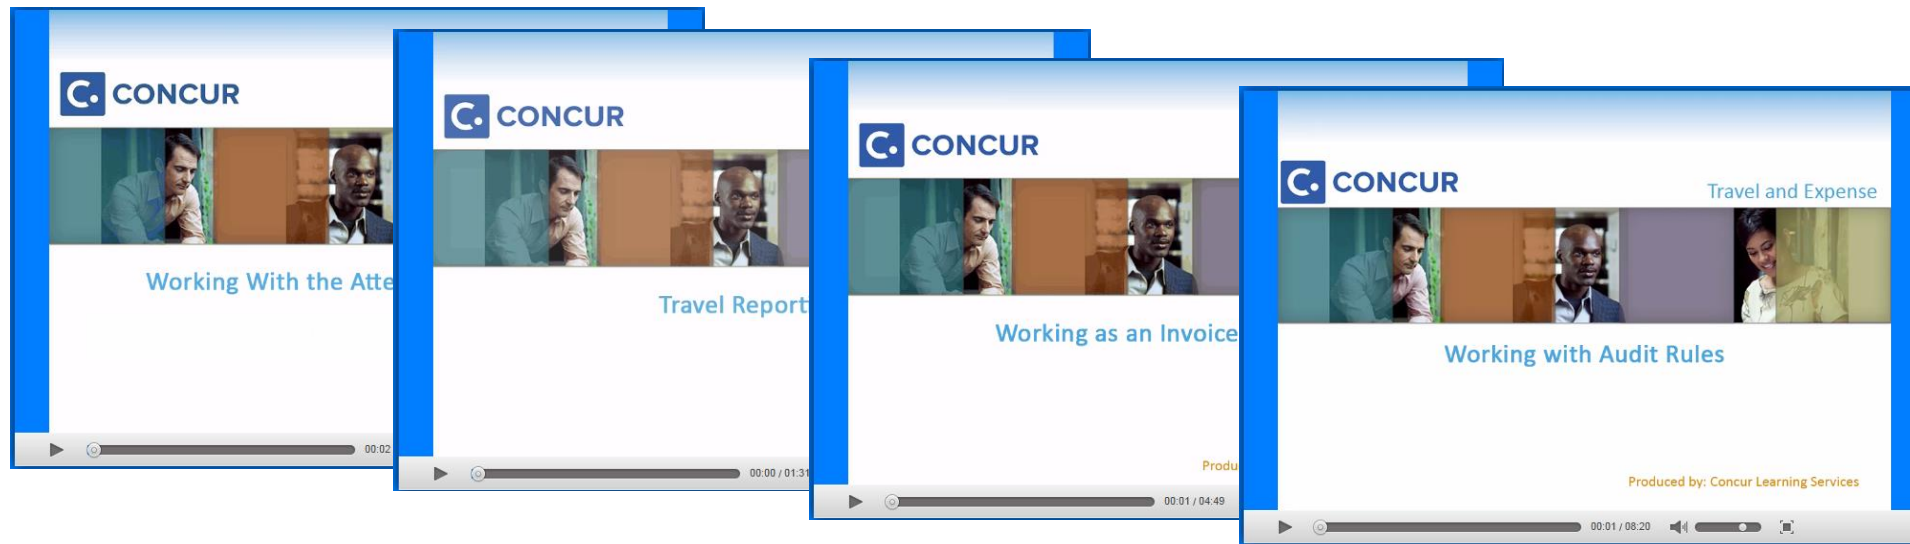 C. CONCUR
Working With the Atte
00:02
C. CONCUR
Travel Report
00:00 / 01:31
C. CONCUR
Working as an Invoice
Produ
00:01 / 04:49
C. CONCUR
Travel and Expense
Working with Audit Rules
Produced by: Concur Learning Services
00:01 / 08:20